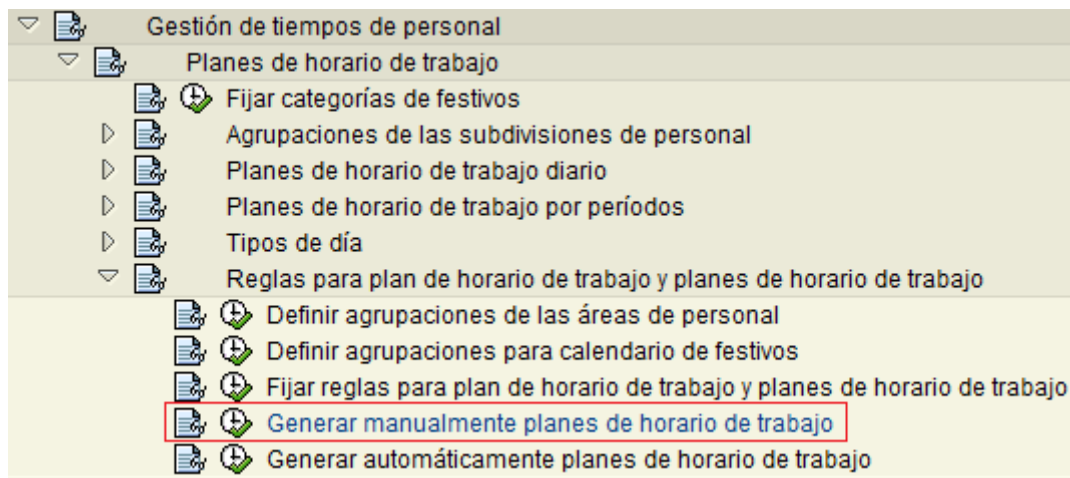 Gestión de tiempos de personal
Planes de horario de trabajo
Fijar categorías de festivos
Agrupaciones de las subdivisiones de personal
Planes de horario de trabajo diario
Planes de horario de trabajo por períodos
Tipos de día
Reglas para plan de horario de trabajo y planes de horario de trabajo
Definir agrupaciones de las áreas de personal
Definir agrupaciones para calendario de festivos
Fijar reglas para plan de horario de trabajo y planes de horario de trabajo
Generar manualmente planes de horario de trabajo
Generar automáticamente planes de horario de trabajo